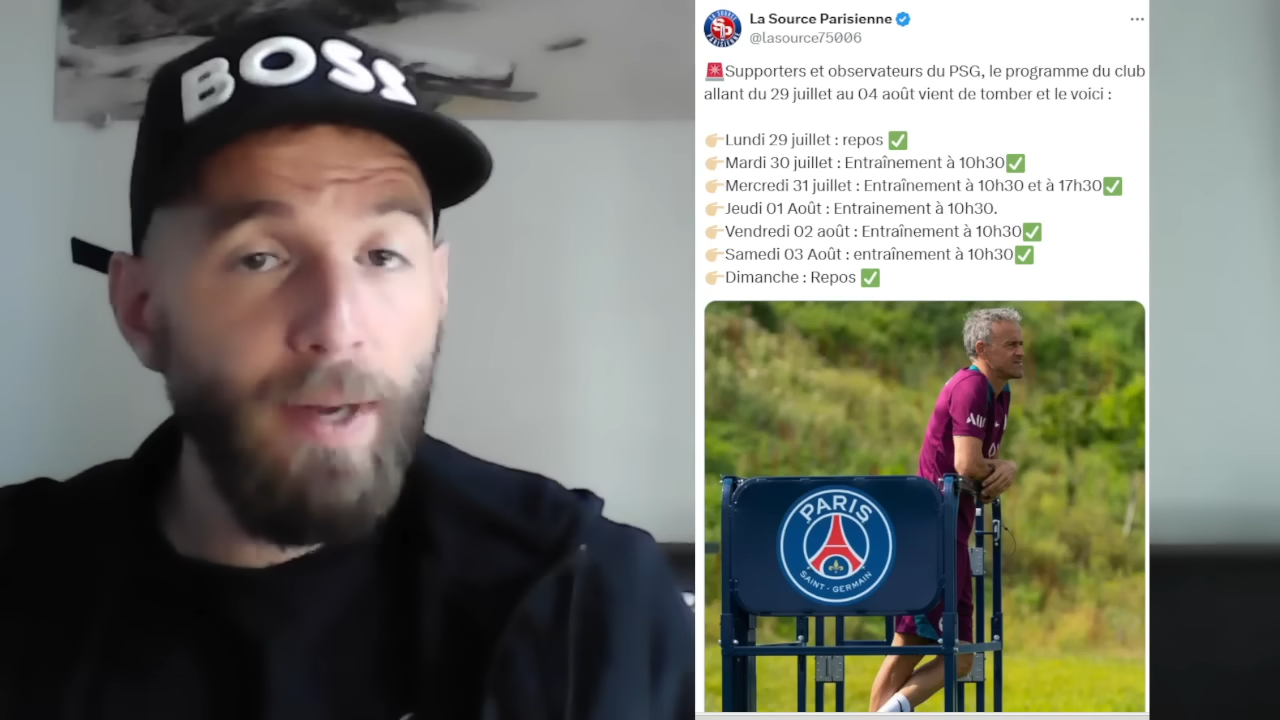 BOSS
La Source Parisienne
@lasource75006
🚨Supporters et observateurs du PSG, le programme du club
allant du 29 juillet au 04 août vient de tomber et le voici :
👉🏼Lundi 29 juillet : repos ✅
👉🏼Mardi 30 juillet : Entraînement à 10h30✅
👉🏼Mercredi 31 juillet : Entraînement à 10h30 et à 17h30✅
👉🏼Jeudi 01 Août : Entrainement à 10h30.
👉🏼Vendredi 02 août : Entraînement à 10h30✅
👉🏼Samedi 03 Août : entraînement à 10h30✅
👉🏼Dimanche : Repos ✅
PARIS
SAINT-GERMAIN